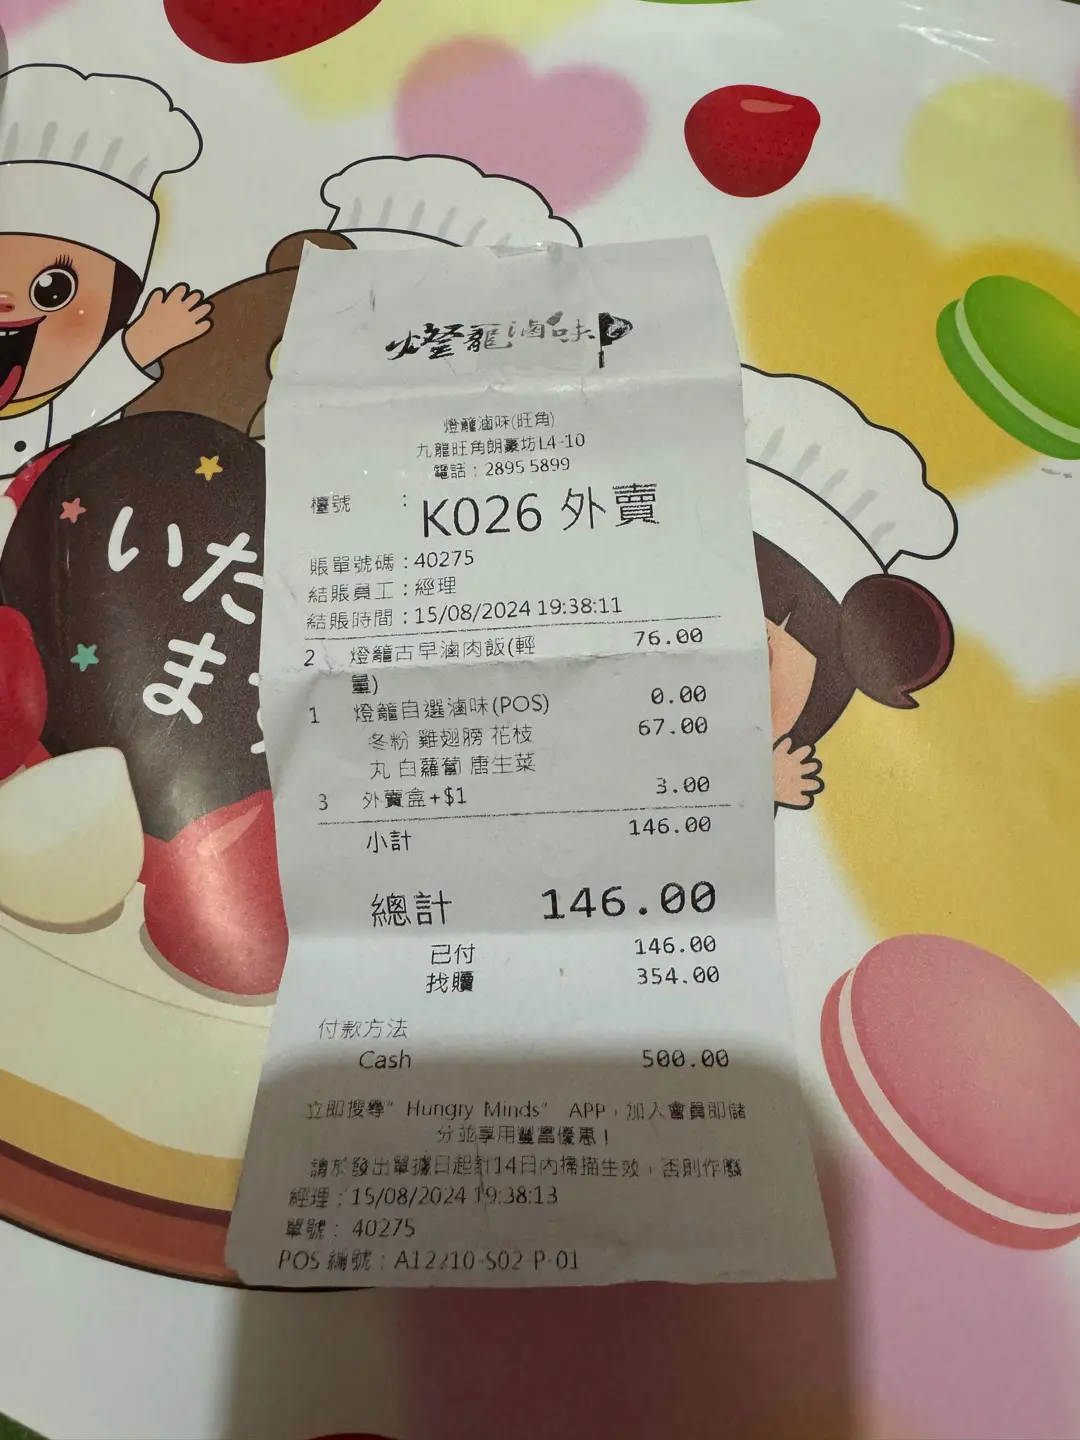 燈籠滷味
燈籠滷味(旺角)
九龍旺角朗豪坊L4-10
電話：2895 5899
檯號 ： K026 外賣
賬單號碼：40275
結賬員工：經理
結賬時間：15/08/2024 19:38:11
2 燈籠古早滷肉飯(輕 76.00
量)
1 燈籠自選滷味(POS) 0.00
冬粉 雞翅膀 花枝 67.00
丸 白蘿蔔 唐生菜
3 外賣盒+$1 3.00
小計 146.00
總計 146.00
已付 146.00
找贖 354.00
付款方法
Cash 500.00
立即搜尋"Hungry Minds" APP，加入會員即儲
分並享用豐富優惠！
請於發出單據日起計14日內掃描生效，否則作廢
經理：15/08/2024 19:38:13
單號：40275
POS 編號：A12210-S02-P-01
いた
ま